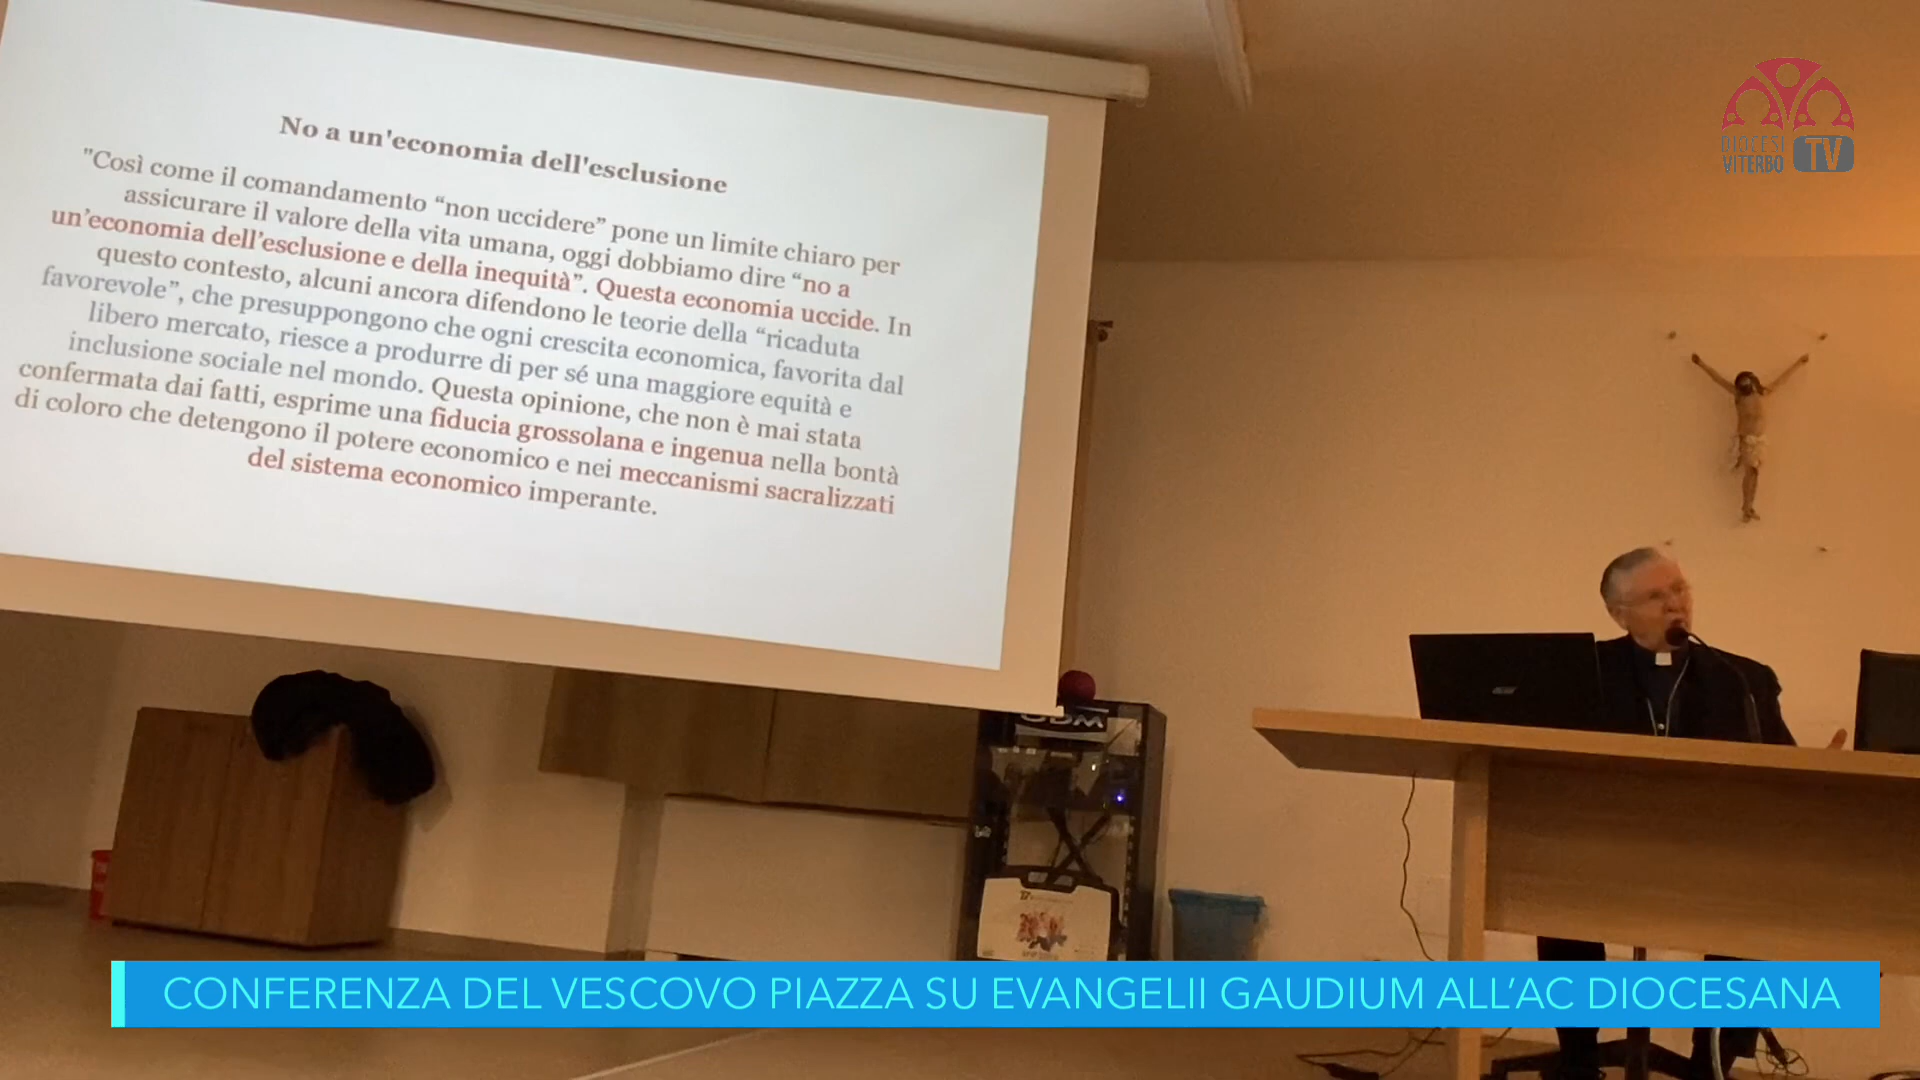 No a un'economia dell'esclusione
"Così come il comandamento “non uccidere” pone un limite chiaro per
assicurare il valore della vita umana, oggi dobbiamo dire “no a
un’economia dell’esclusione e della inequità”. Questa economia uccide. In
questo contesto, alcuni ancora difendono le teorie della “ricaduta
favorevole”, che presuppongono che ogni crescita economica, favorita dal
libero mercato, riesce a produrre di per sé una maggiore equità e
inclusione sociale nel mondo. Questa opinione, che non è mai stata
confermata dai fatti, esprime una fiducia grossolana e ingenua nella bontà
di coloro che detengono il potere economico e nei meccanismi sacralizzati
del sistema economico imperante.
DIOCESI
VITERBO TV
acer
CONFERENZA DEL VESCOVO PIAZZA SU EVANGELII GAUDIUM ALL’AC DIOCESANA